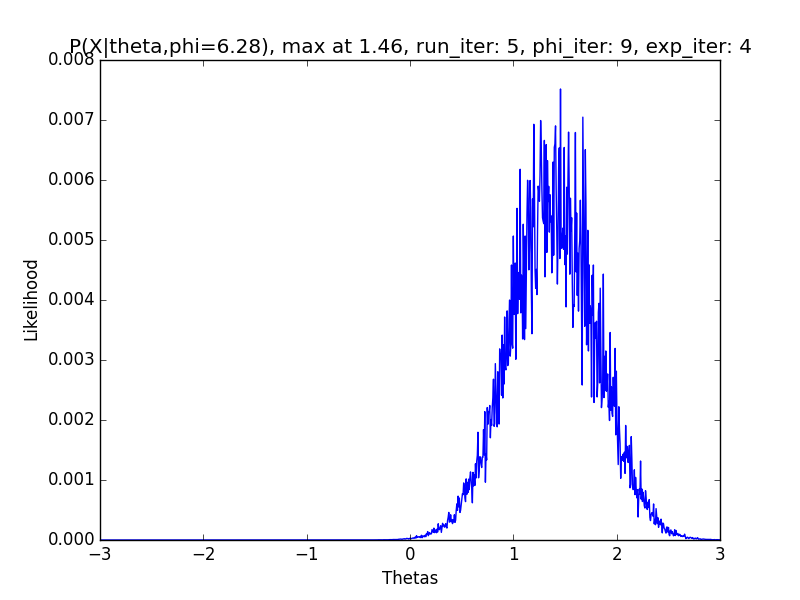 P(X|theta,phi=6.28), max at 1.46, run_iter: 5, phi_iter: 9, exp_iter: 4
0.008
0.007
0.006
0.005
0.004
0.003
0.002
0.001
0.000
Likelihood
−3 −2 −1 0 1 2 3
Thetas